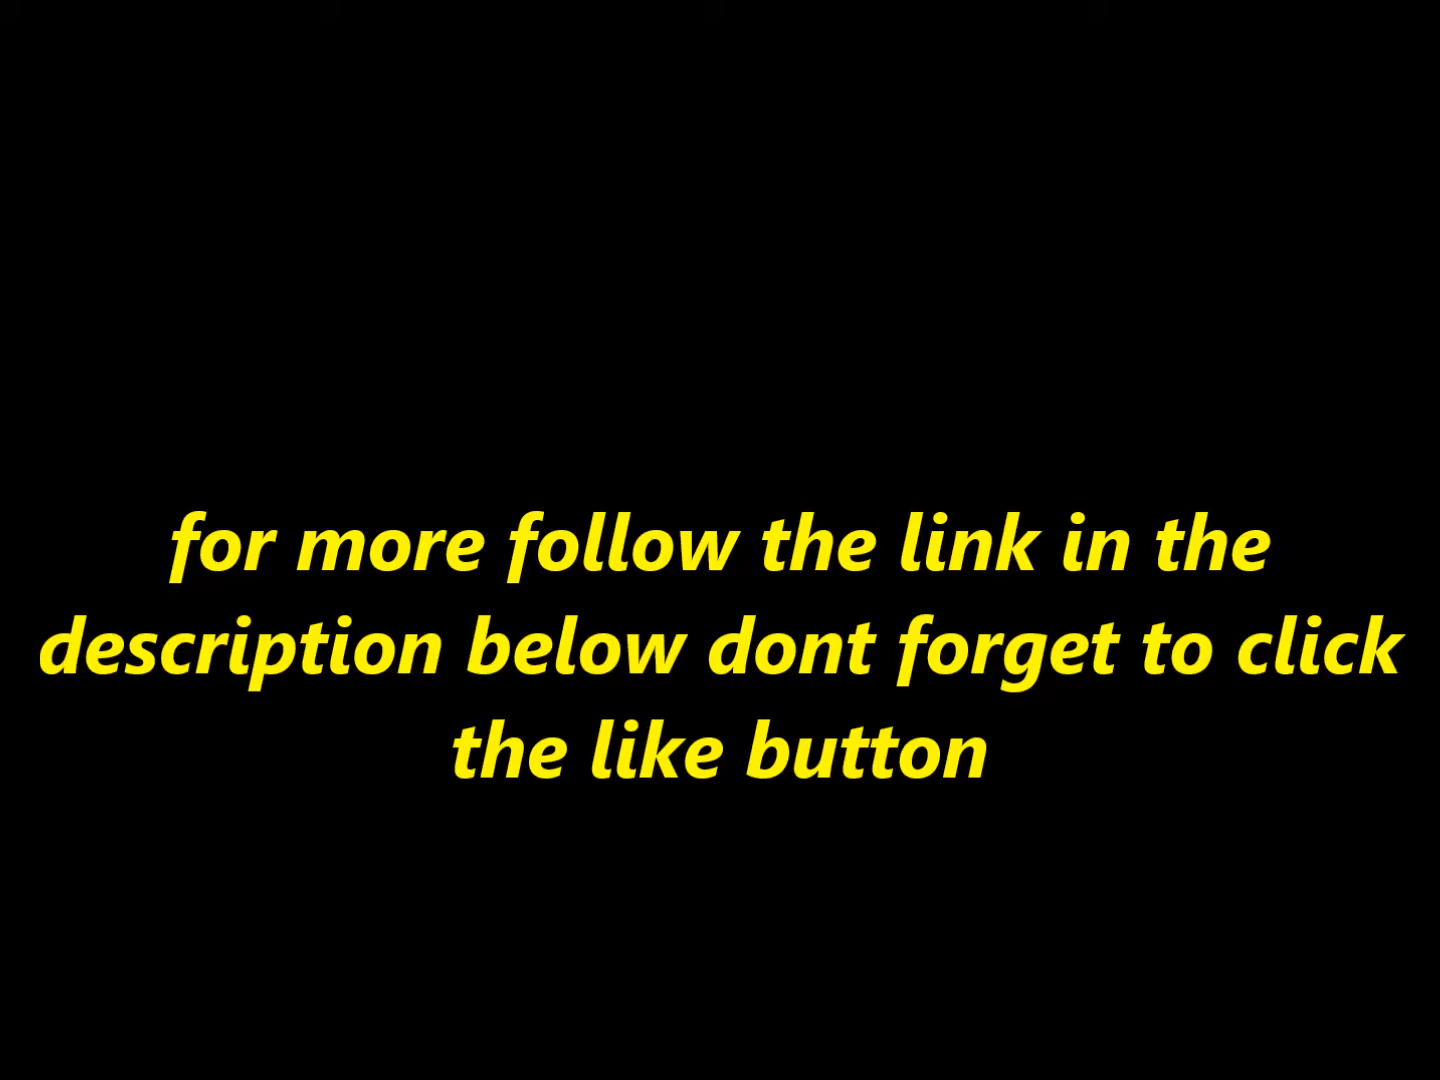 for more follow the link in the
description below dont forget to click
the like button